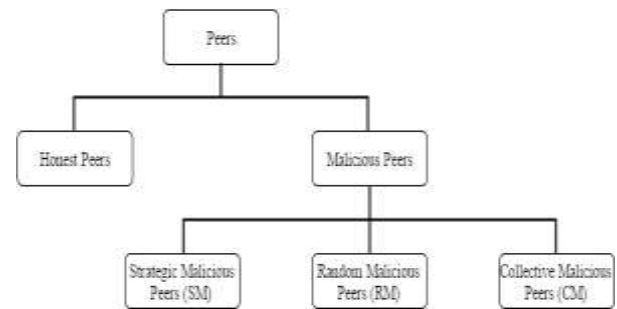 Peers
Honest Peers
Malicious Peers
Strategic Malicious
Peers (SM)
Random Malicious
Peers (RM)
Collective Malicious
Peers (CM)